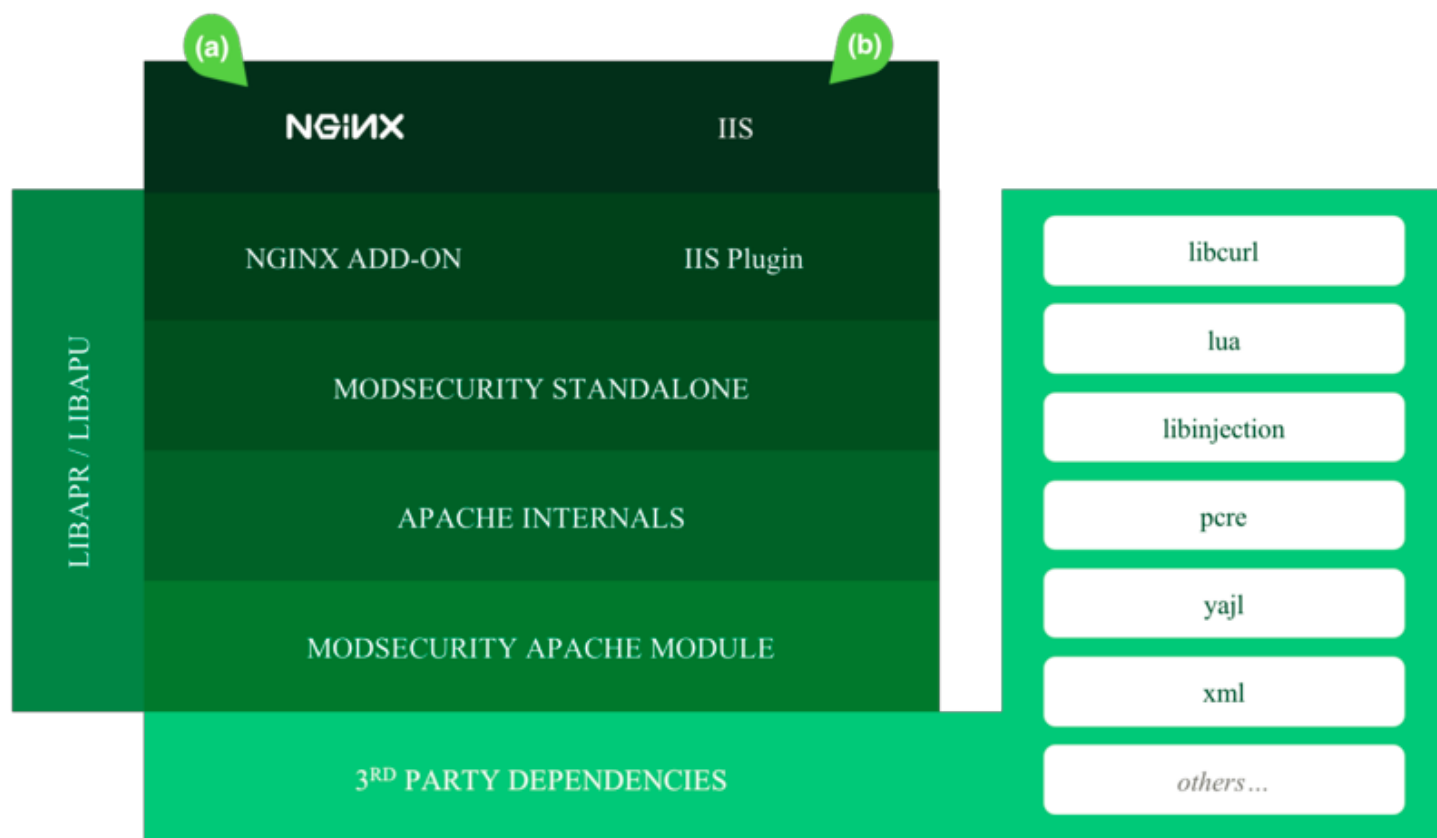 (a)
(b)
NGiNX
IIS
NGINX ADD-ON
IIS Plugin
LIBAPR / LIBAPU
MODSECURITY STANDALONE
APACHE INTERNALS
MODSECURITY APACHE MODULE
3RD PARTY DEPENDENCIES
libcurl
lua
libinjection
pcre
yajl
xml
others...